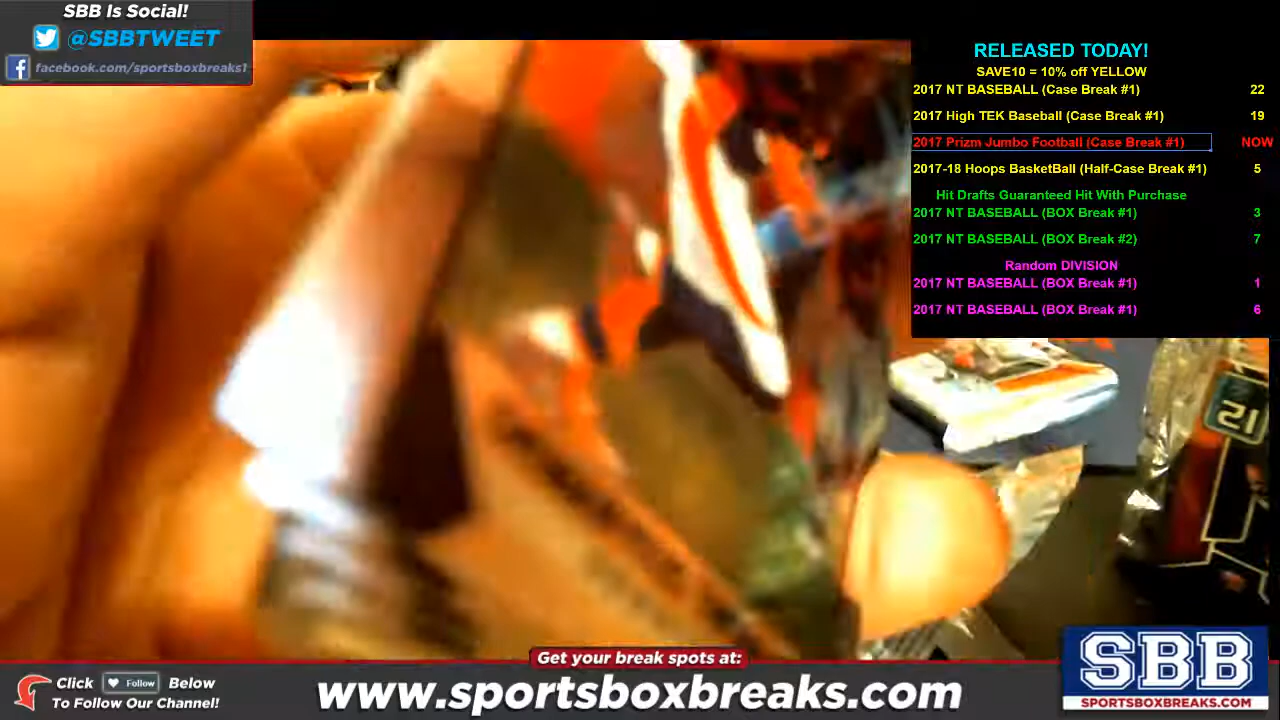 SBB Is Social!
@SBBTWEET
facebook.com/sportsboxbreaks1
RELEASED TODAY!
SAVE10 = 10% off YELLOW
2017 NT BASEBALL (Case Break #1) 22
2017 High TEK Baseball (Case Break #1) 19
2017 Prizm Jumbo Football (Case Break #1) NOW
2017-18 Hoops BasketBall (Half-Case Break #1) 5
Hit Drafts Guaranteed Hit With Purchase
2017 NT BASEBALL (BOX Break #1) 3
2017 NT BASEBALL (BOX Break #2) 7
Random DIVISION
2017 NT BASEBALL (BOX Break #1) 1
2017 NT BASEBALL (BOX Break #1) 6
21
Get your break spots at:
Click Follow Below
To Follow Our Channel!
www.sportsboxbreaks.com
SBB
SPORTSBOXBREAKS.COM